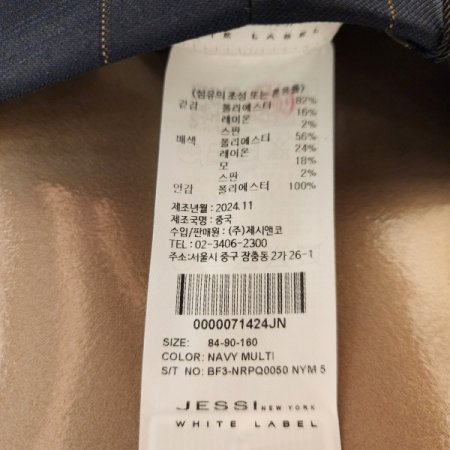 WHITE LABEL
(섬유의 조성 또는 혼용률)
겉감 폴리에스터 82%
레이온 16%
스판 2%
배색 폴리에스터 56%
레이온 24%
모 18%
스판 2%
안감 폴리에스터 100%
제조년월 : 2024.11
제조국명 : 중국
수입/판매원 : (주)제시앤코
TEL : 02-3406-2300
주소:서울시 중구 장충동 2가 26-1
0000071424JN
SIZE: 84-90-160
COLOR: NAVY MULTI
S/T NO: BF3-NRPQ0050 NYM 5
JESSI NEW YORK
WHITE LABEL